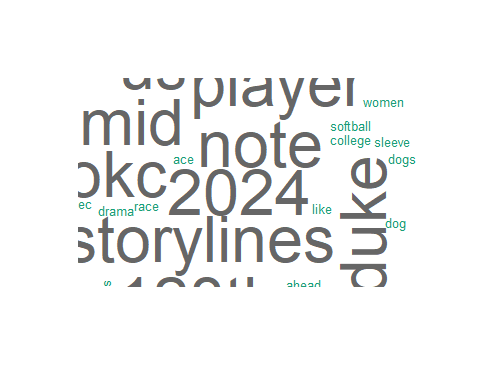 player
women
mid
note
softball
college
sleeve
ace
dogs
okc
2024
drama
race
like
duke
dog
storylines
ahead